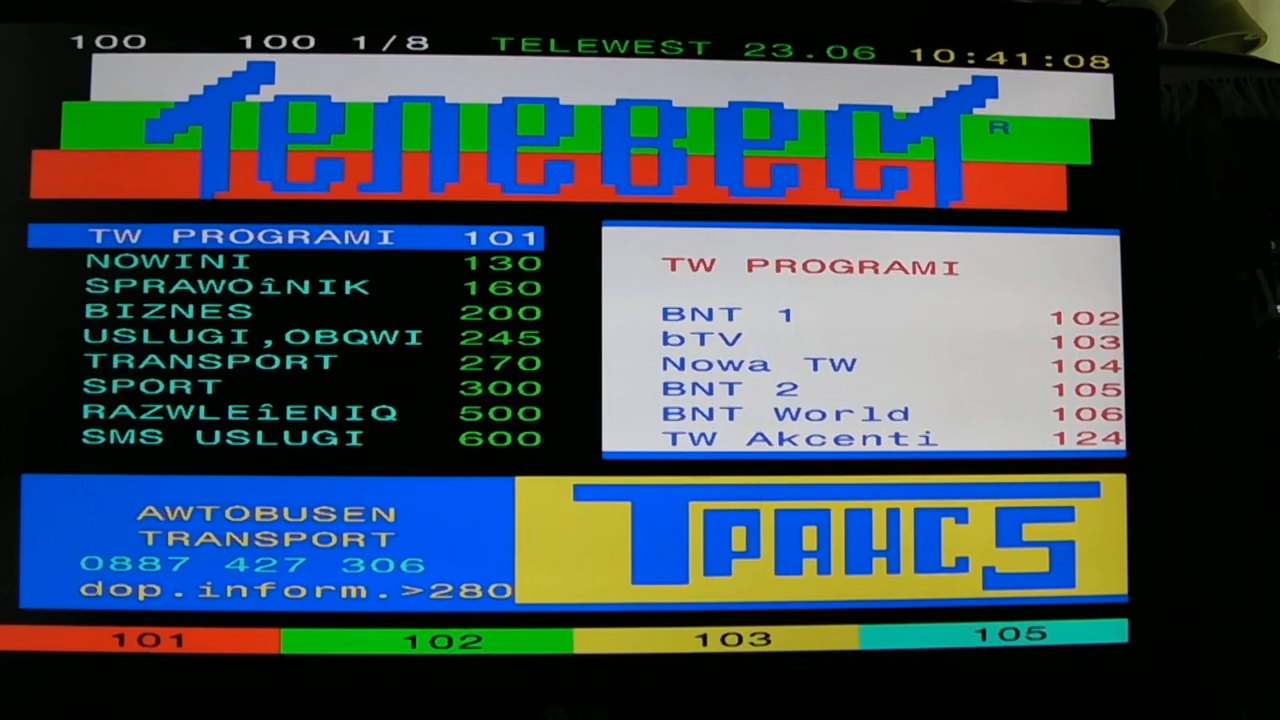 100 100 1/8 TELEWEST 23.06 10:41:08
Телевест R
TW PROGRAMI 101
NOWINI 130
SPRAWOîNIK 160
BIZNES 200
USLUGI,OBQWI 245
TRANSPORT 270
SPORT 300
RAZWLEîENIQ 500
SMS USLUGI 600
TW PROGRAMI
BNT 1 102
bTV 103
Nowa TW 104
BNT 2 105
BNT World 106
TW Akcenti 124
AWTOBUSEN
TRANSPORT
0887 427 306
dop.inform.>280
ТРАНС 5
101 102 103 105